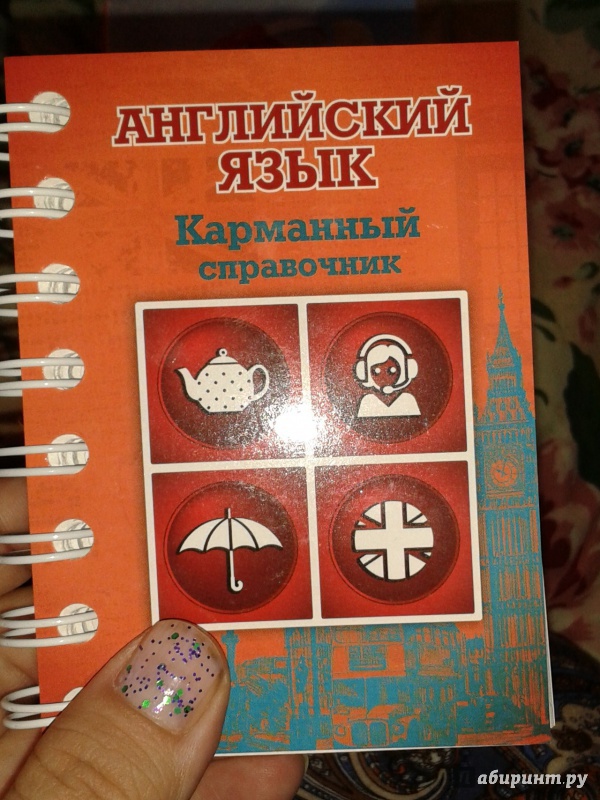 АНГЛИЙСКИЙ
ЯЗЫК
Карманный
справочник
абиринт.ру